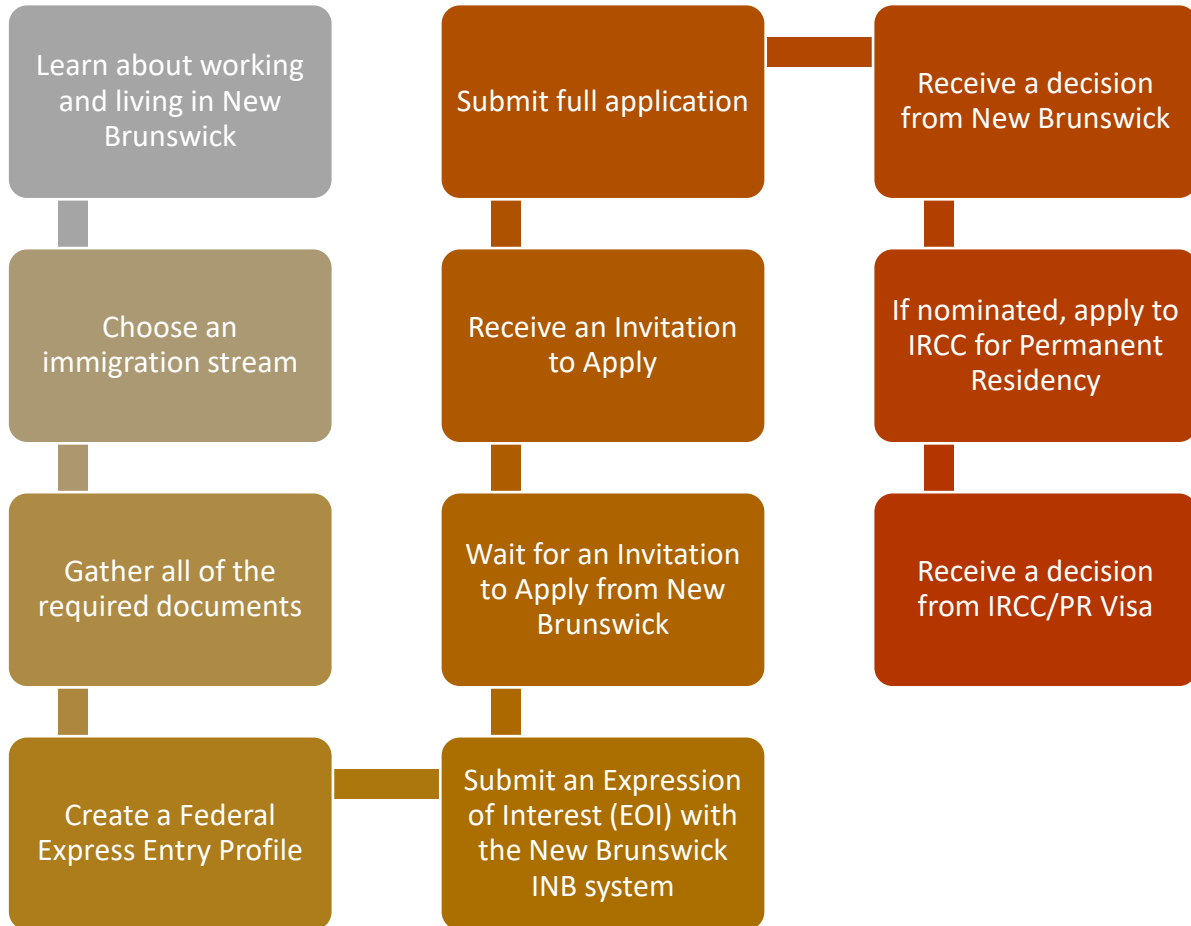 Learn about working
and living in New
Brunswick
Choose an
immigration stream
Gather all of the
required documents
Create a Federal
Express Entry Profile
Submit an Expression
of Interest (EOI) with
the New Brunswick
INB system
Wait for an Invitation
to Apply from New
Brunswick
Receive an Invitation
to Apply
Submit full application
Receive a decision
from New Brunswick
If nominated, apply to
IRCC for Permanent
Residency
Receive a decision
from IRCC/PR Visa